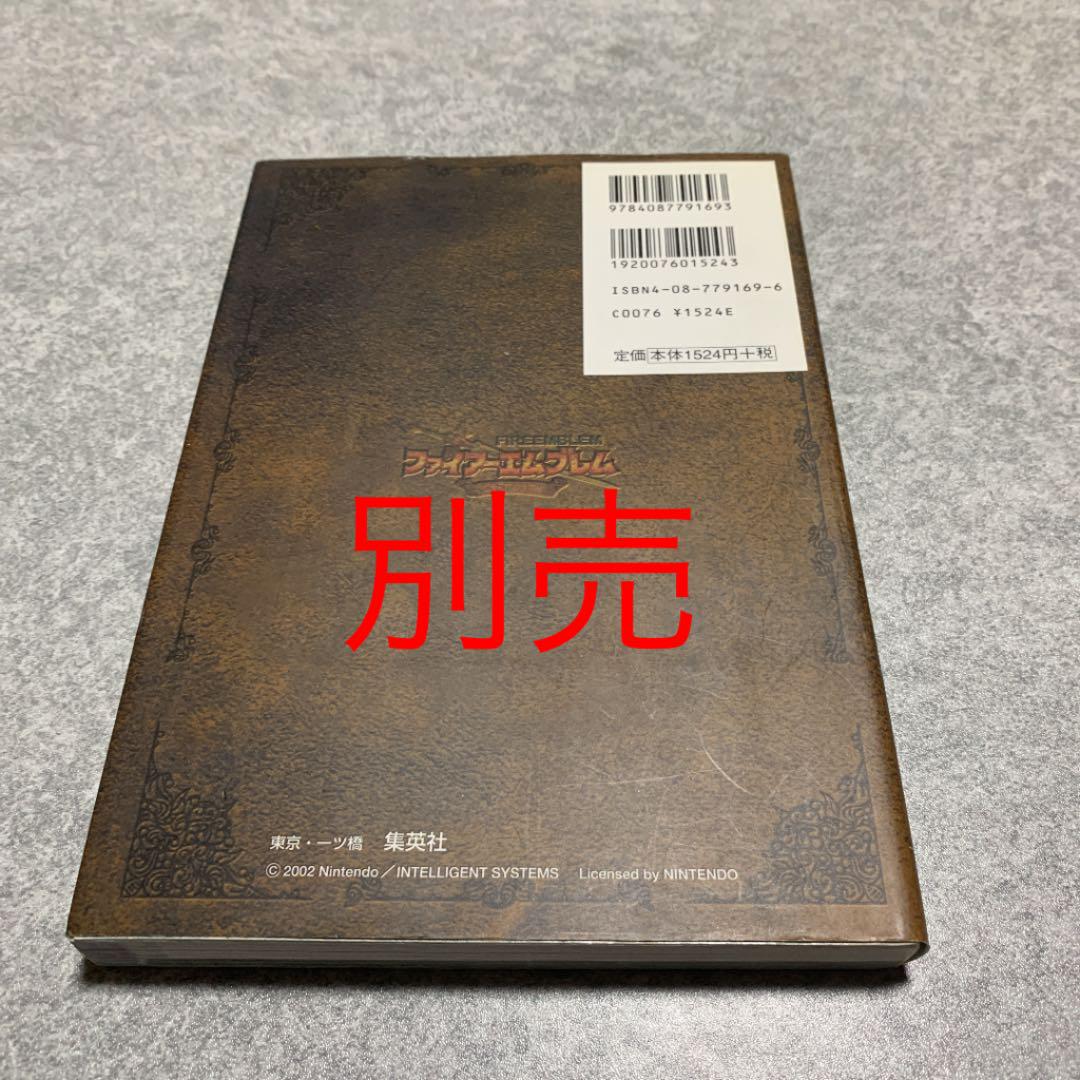 9784087791693
1920076015243
ISBN4-08-779169-6
C0076 ¥1524E
定価 本体1524円+税
FIREEMBLEM
ファイアーエムブレム
別売
東京・一ツ橋 集英社
© 2002 Nintendo／INTELLIGENT SYSTEMS Licensed by NINTENDO